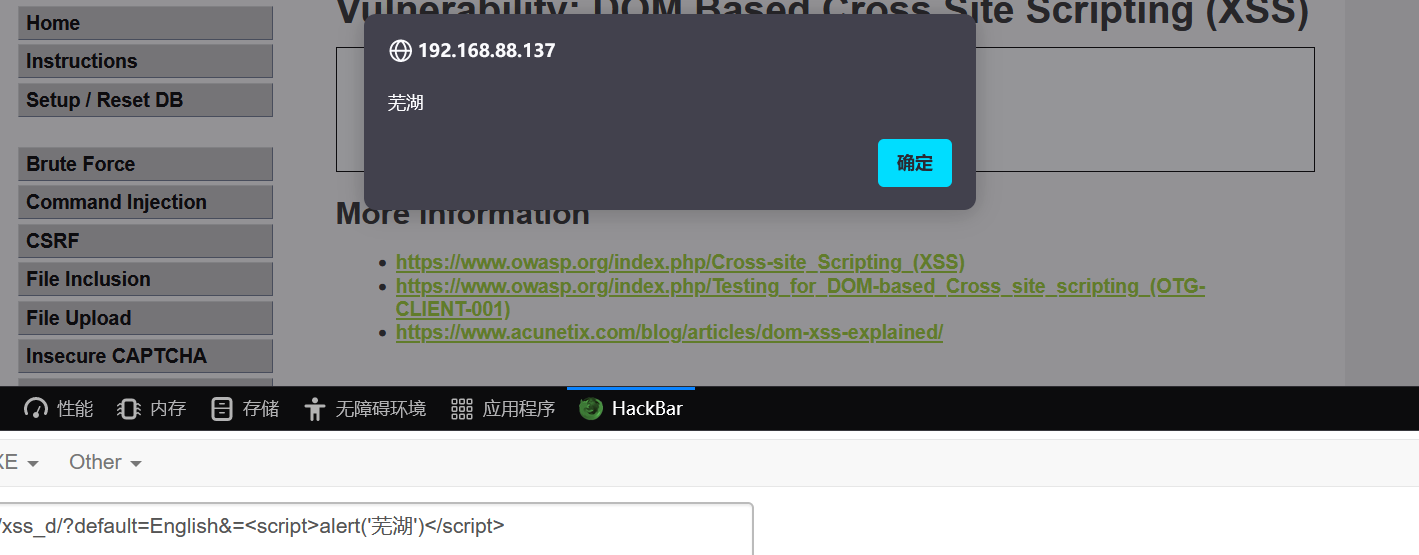 Home
Instructions
Setup / Reset DB
Brute Force
Command Injection
CSRF
File Inclusion
File Upload
Insecure CAPTCHA
Vulnerability: DOM Based Cross Site Scripting (XSS)
192.168.88.137
芜湖
确定
More Information
https://www.owasp.org/index.php/Cross-site_Scripting_(XSS)
https://www.owasp.org/index.php/Testing_for_DOM-based_Cross_site_scripting_(OTG-
CLIENT-001)
https://www.acunetix.com/blog/articles/dom-xss-explained/
性能 内存 存储 无障碍环境 应用程序 HackBar
XE Other
/xss_d/?default=English&=<script>alert('芜湖')</script>